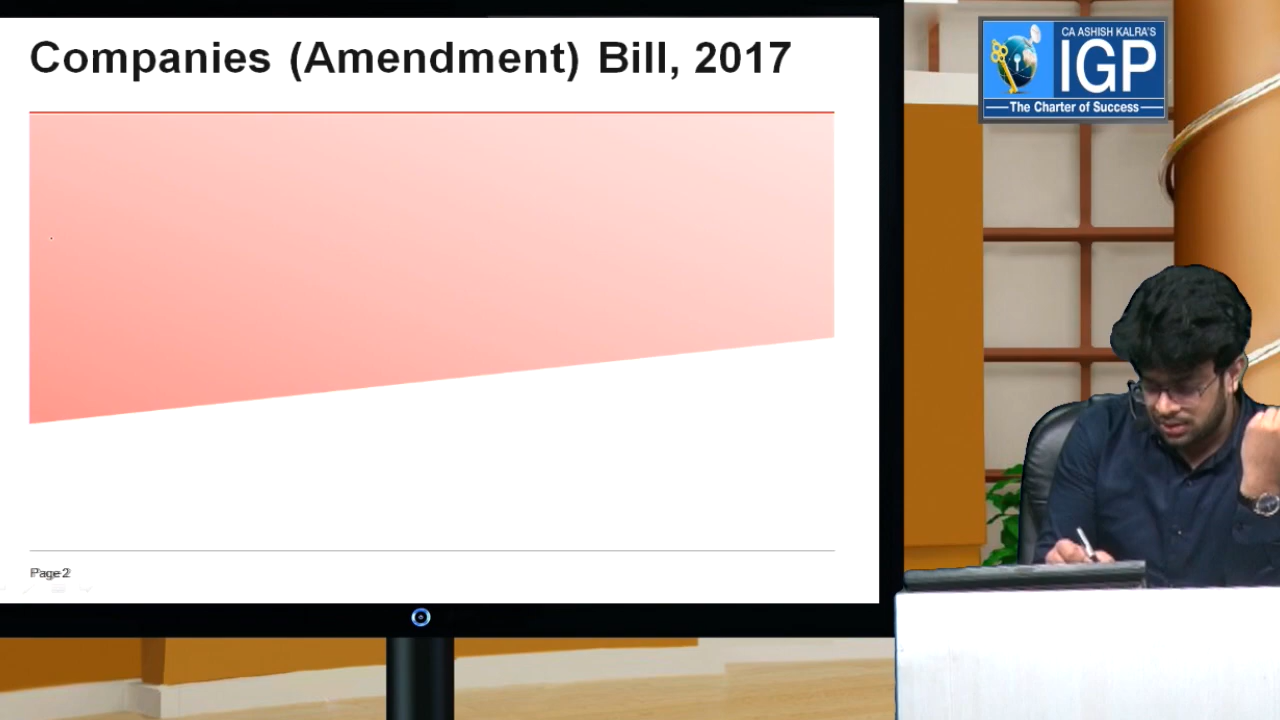 Companies (Amendment) Bill, 2017
CA ASHISH KALRA'S
IGP
The Charter of Success
Page 2